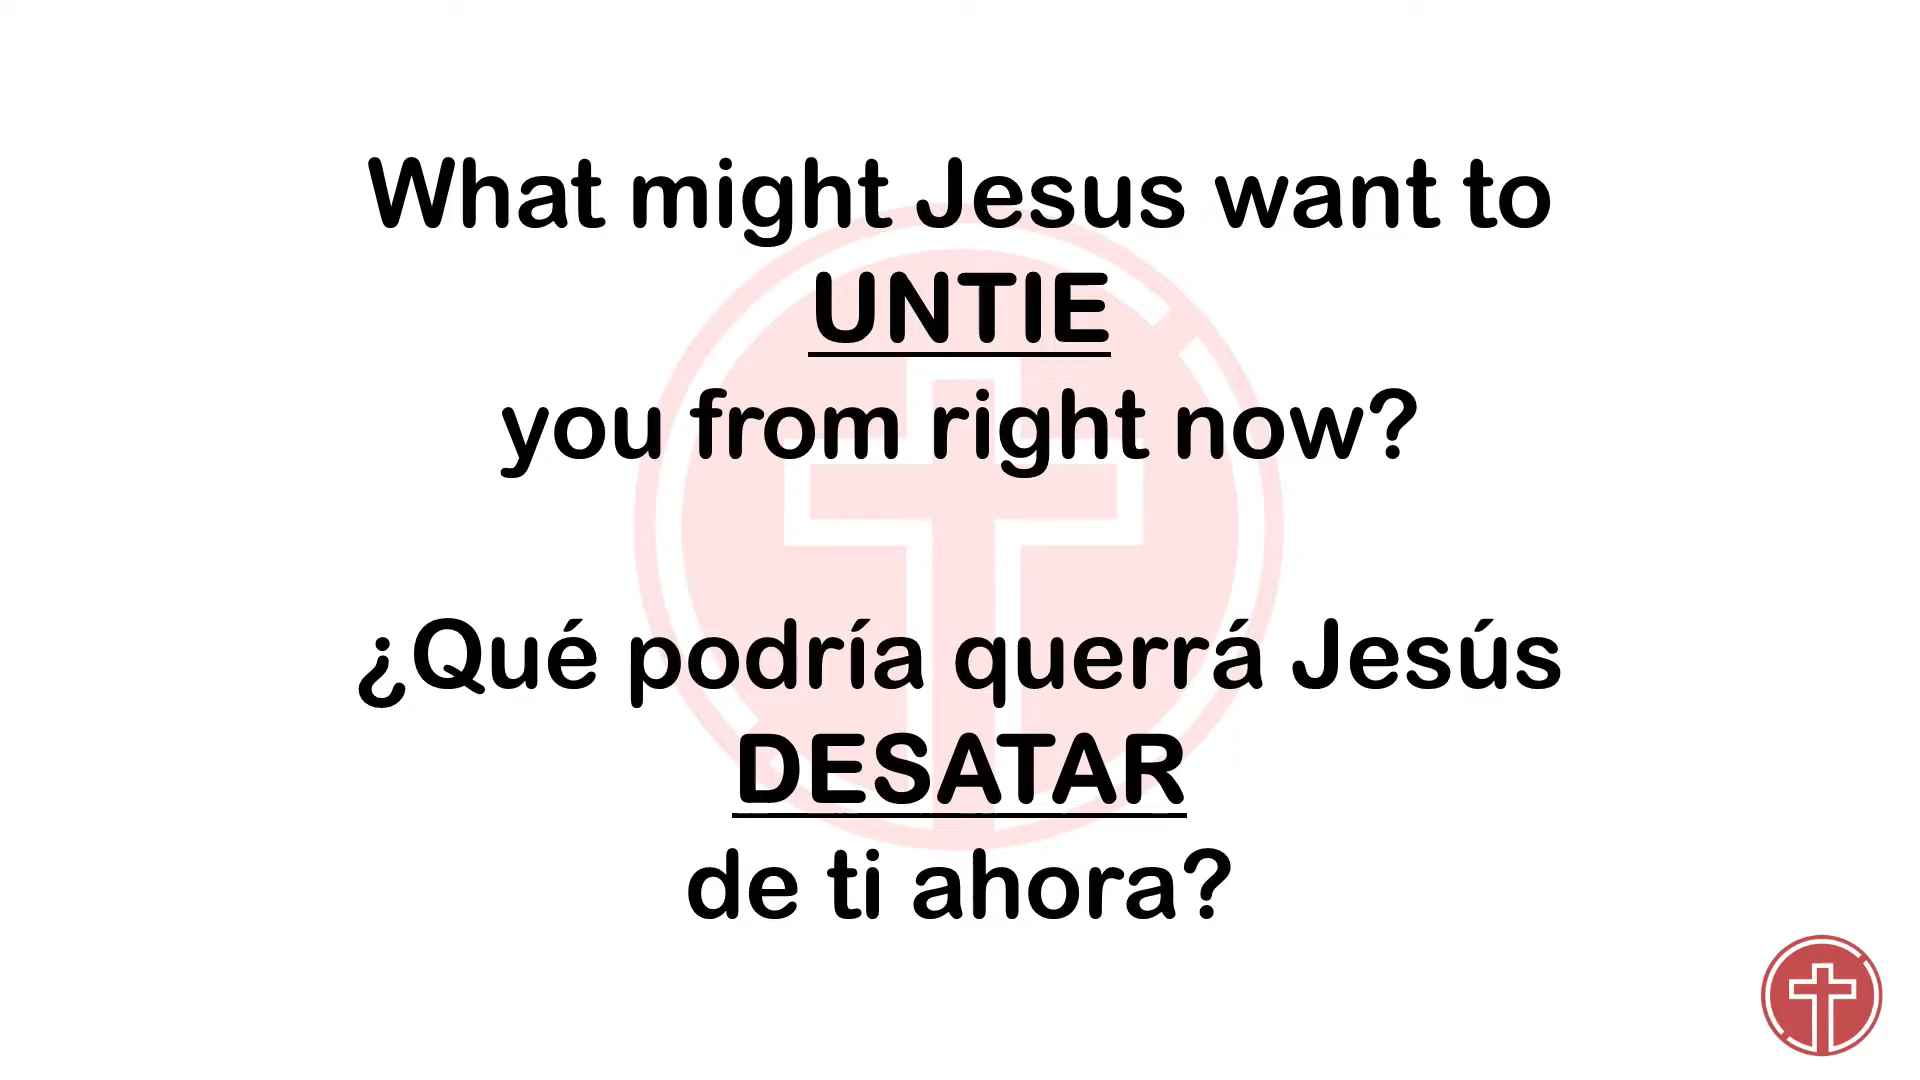 What might Jesus want to
UNTIE
you from right now?
¿Qué podría querrá Jesús
DESATAR
de ti ahora?